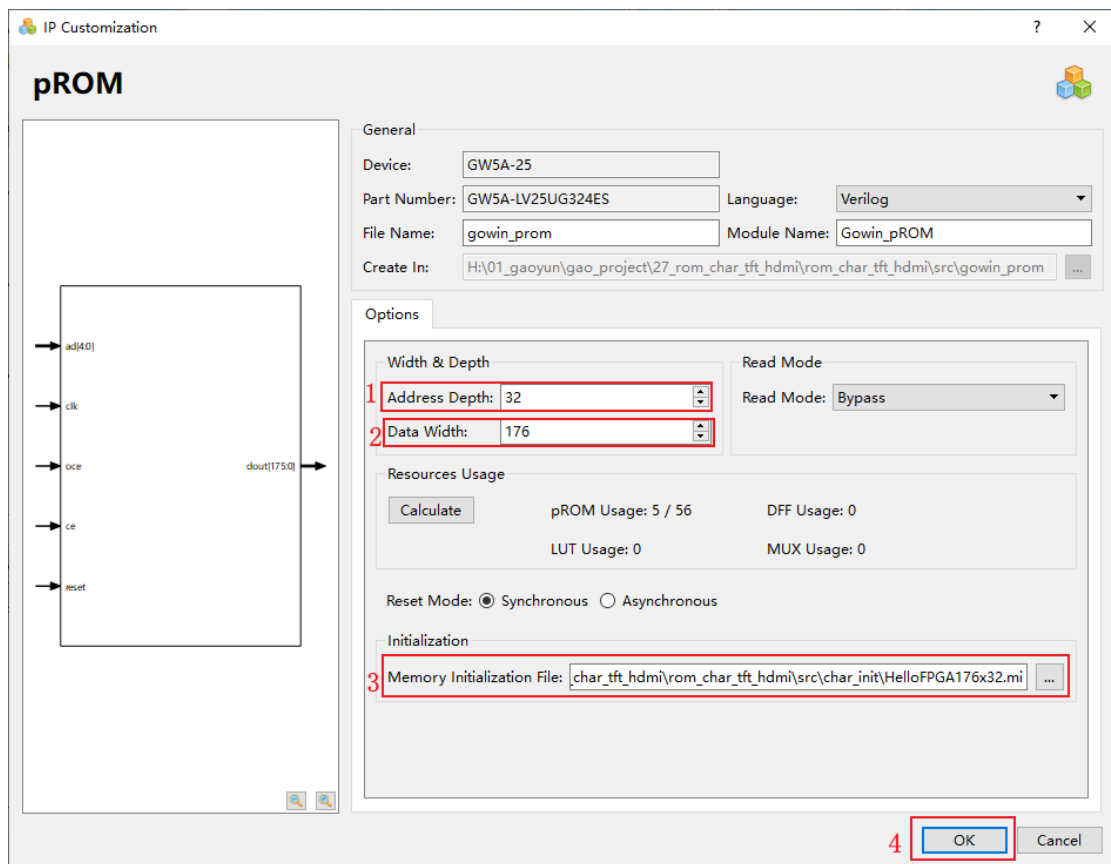 IP Customization ? ×
pROM
General
Device: GW5A-25
Part Number: GW5A-LV25UG324ES Language: Verilog
File Name: gowin_prom Module Name: Gowin_pROM
Create In: H:\01_gaoyun\gao_project\27_rom_char_tft_hdmi\rom_char_tft_hdmi\src\gowin_prom ...
Options
Width & Depth Read Mode
1 Address Depth: 32 Read Mode: Bypass
2 Data Width: 176
Resources Usage
Calculate pROM Usage: 5 / 56 DFF Usage: 0
LUT Usage: 0 MUX Usage: 0
Reset Mode: Synchronous Asynchronous
Initialization
3 Memory Initialization File: _char_tft_hdmi\rom_char_tft_hdmi\src\char_init\HelloFPGA176x32.mi ...
ad[4:0]
clk
oce dout[175:0]
ce
reset
4 OK Cancel